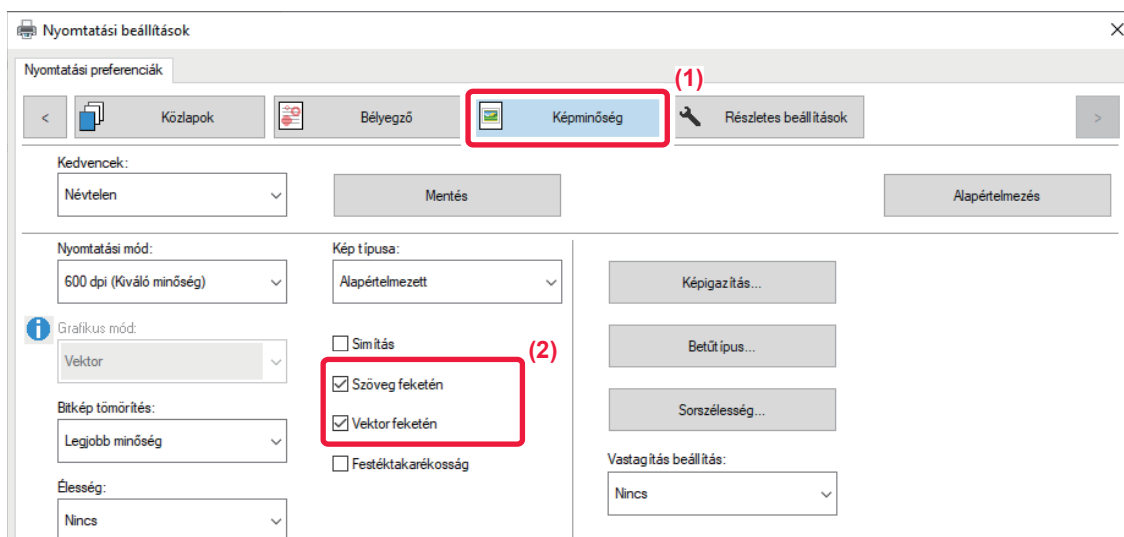 Nyomtatási beállítások
Nyomtatási preferenciák
(1)
<
Közlapok
Bélyegző
Képminőség
Részletes beállítások
>
Kedvencek:
Névtelen
Mentés
Alapértelmezés
Nyomtatási mód:
600 dpi (Kiváló minőség)
Kép típusa:
Alapértelmezett
Képigazítás...
Grafikus mód:
Vektor
Simítás
(2)
Szöveg feketén
Vektor feketén
Festéktakarékosság
Betűtípus...
Bitkép tömörítés:
Legjobb minőség
Sorszélesség...
Vastagítás beállítás:
Nincs
Élesség:
Nincs